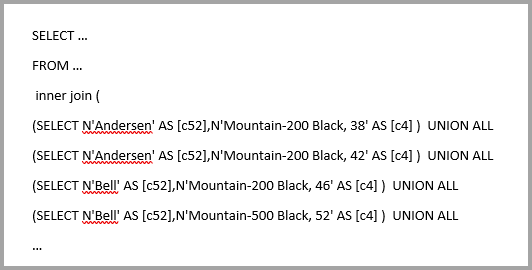 SELECT ...
FROM ...
inner join (
(SELECT N'Andersen' AS [c52],N'Mountain-200 Black, 38' AS [c4] )  UNION ALL
(SELECT N'Andersen' AS [c52],N'Mountain-200 Black, 42' AS [c4] )  UNION ALL
(SELECT N'Bell' AS [c52],N'Mountain-200 Black, 46' AS [c4] )  UNION ALL
(SELECT N'Bell' AS [c52],N'Mountain-500 Black, 52' AS [c4] )  UNION ALL
...